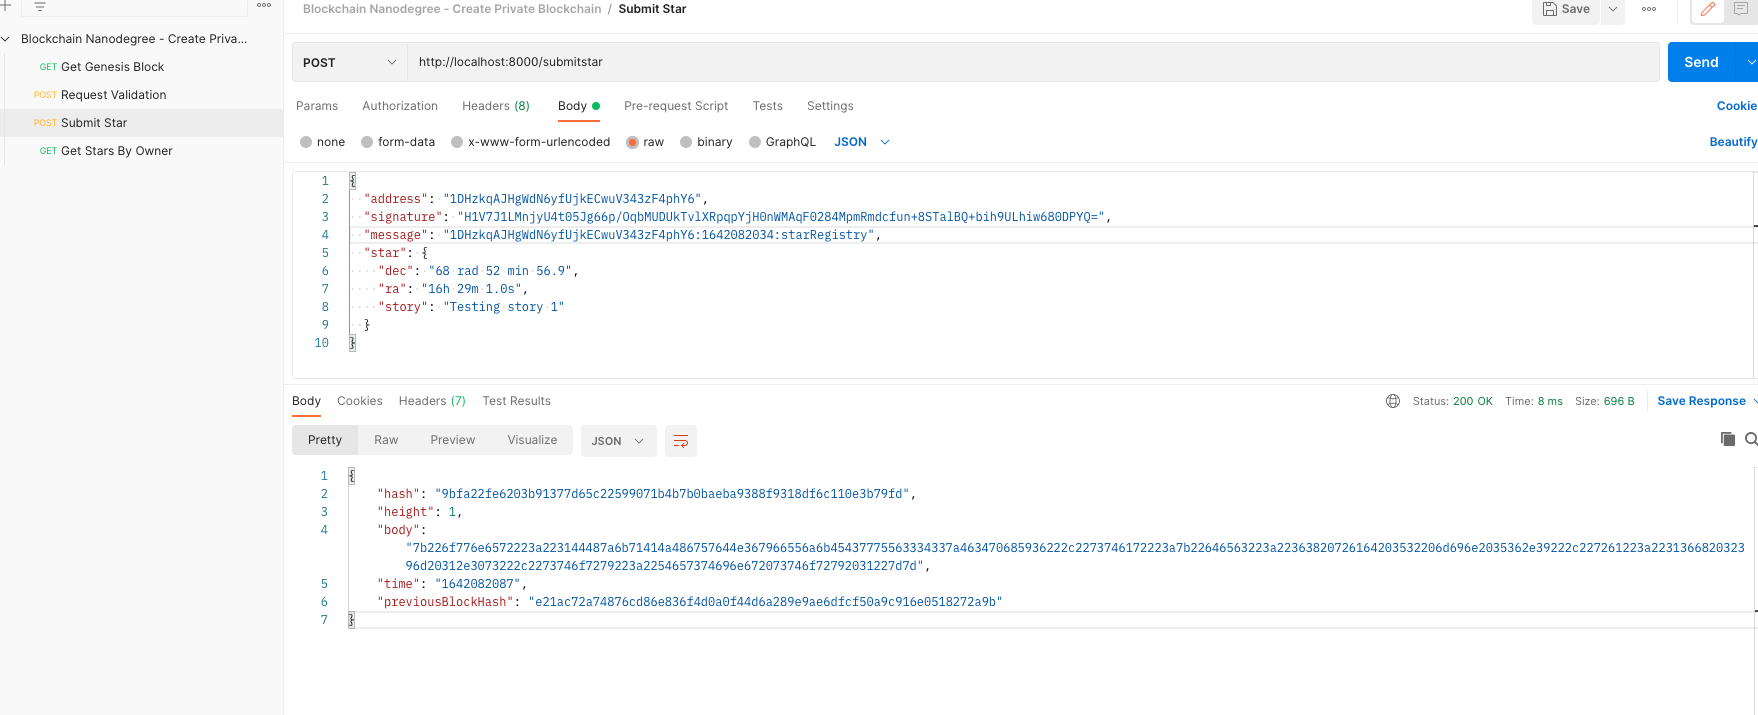 Blockchain Nanodegree - Create Private Blockchain / Submit Star
Save
Blockchain Nanodegree - Create Priva...
GET Get Genesis Block
POST Request Validation
POST Submit Star
GET Get Stars By Owner
POST
http://localhost:8000/submitstar
Send
Params Authorization Headers (8) Body Pre-request Script Tests Settings
Cookie
none form-data x-www-form-urlencoded raw binary GraphQL JSON
Beautify
1 {
2 "address": "1DHzkqAJHgWdN6yfUjkECwuV343zF4phY6",
3 "signature": "H1V7J1LMnjyU4t05Jg66p/OqbMUDUkTvlXRpqpYjH0nWMAqF0284MpmRmdcfun+8STalBQ+bih9ULhiw680DPYQ=",
4 "message": "1DHzkqAJHgWdN6yfUjkECwuV343zF4phY6:1642082034:starRegistry",
5 "star": {
6 "dec": "68 rad 52 min 56.9",
7 "ra": "16h 29m 1.0s",
8 "story": "Testing story 1"
9 }
10 }
Body Cookies Headers (7) Test Results
Status: 200 OK Time: 8 ms Size: 696 B Save Response
Pretty Raw Preview Visualize JSON
1 {
2 "hash": "9bfa22fe6203b91377d65c22599071b4b7b0baeba9388f9318df6c110e3b79fd",
3 "height": 1,
4 "body":
"7b226f776e6572223a223144487a6b71414a486757644e367966556a6b45437775563334337a463470685936222c2273746172223a7b22646563223a22363820726164203532206d696e2035362e39222c227261223a22313668203​23
96d20312e3073222c2273746f7279223a2254657374696e672073746f72792031227d7d",
5 "time": "1642082087",
6 "previousBlockHash": "e21ac72a74876cd86e836f4d0a0f44d6a289e9ae6dfcf50a9c916e0518272a9b"
7 }